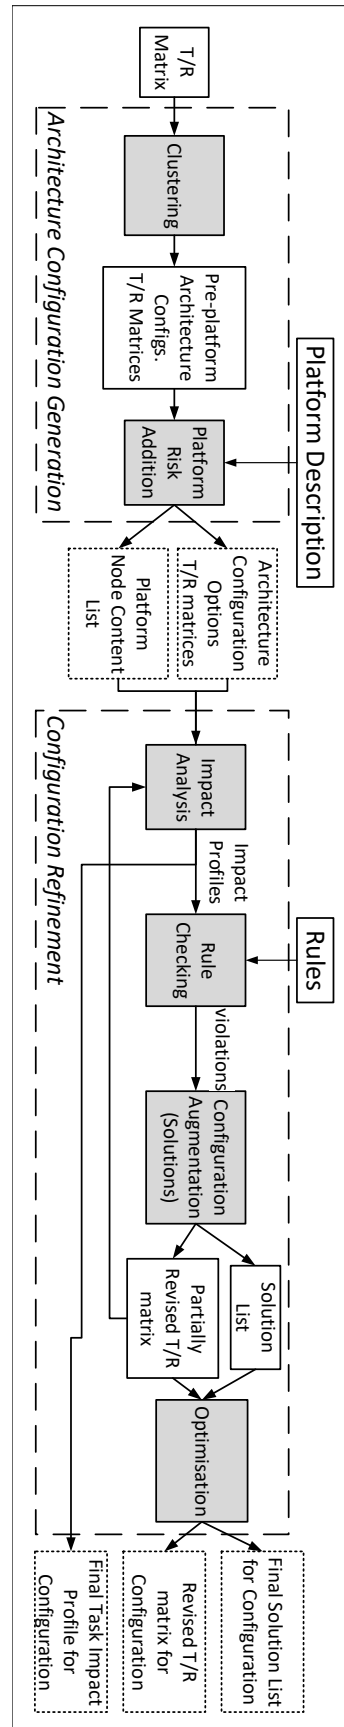 T/R
Matrix
Clustering
Pre-platform
Architecture
Configs.
T/R Matrices
Platform
Risk
Addition
Platform Description
Architecture Configuration Generation
Architecture
Configuration
Options
T/R matrices
Platform
Node Content
List
Impact
Analysis
Impact
Profiles
Rule
Checking
Rules
violations
Configuration
Augmentation
(Solutions)
Solution
List
Partially
Revised T/R
matrix
Optimisation
Configuration Refinement
Final Solution List
for Configuration
Revised T/R
matrix for
Configuration
Final Task Impact
Profile for
Configuration